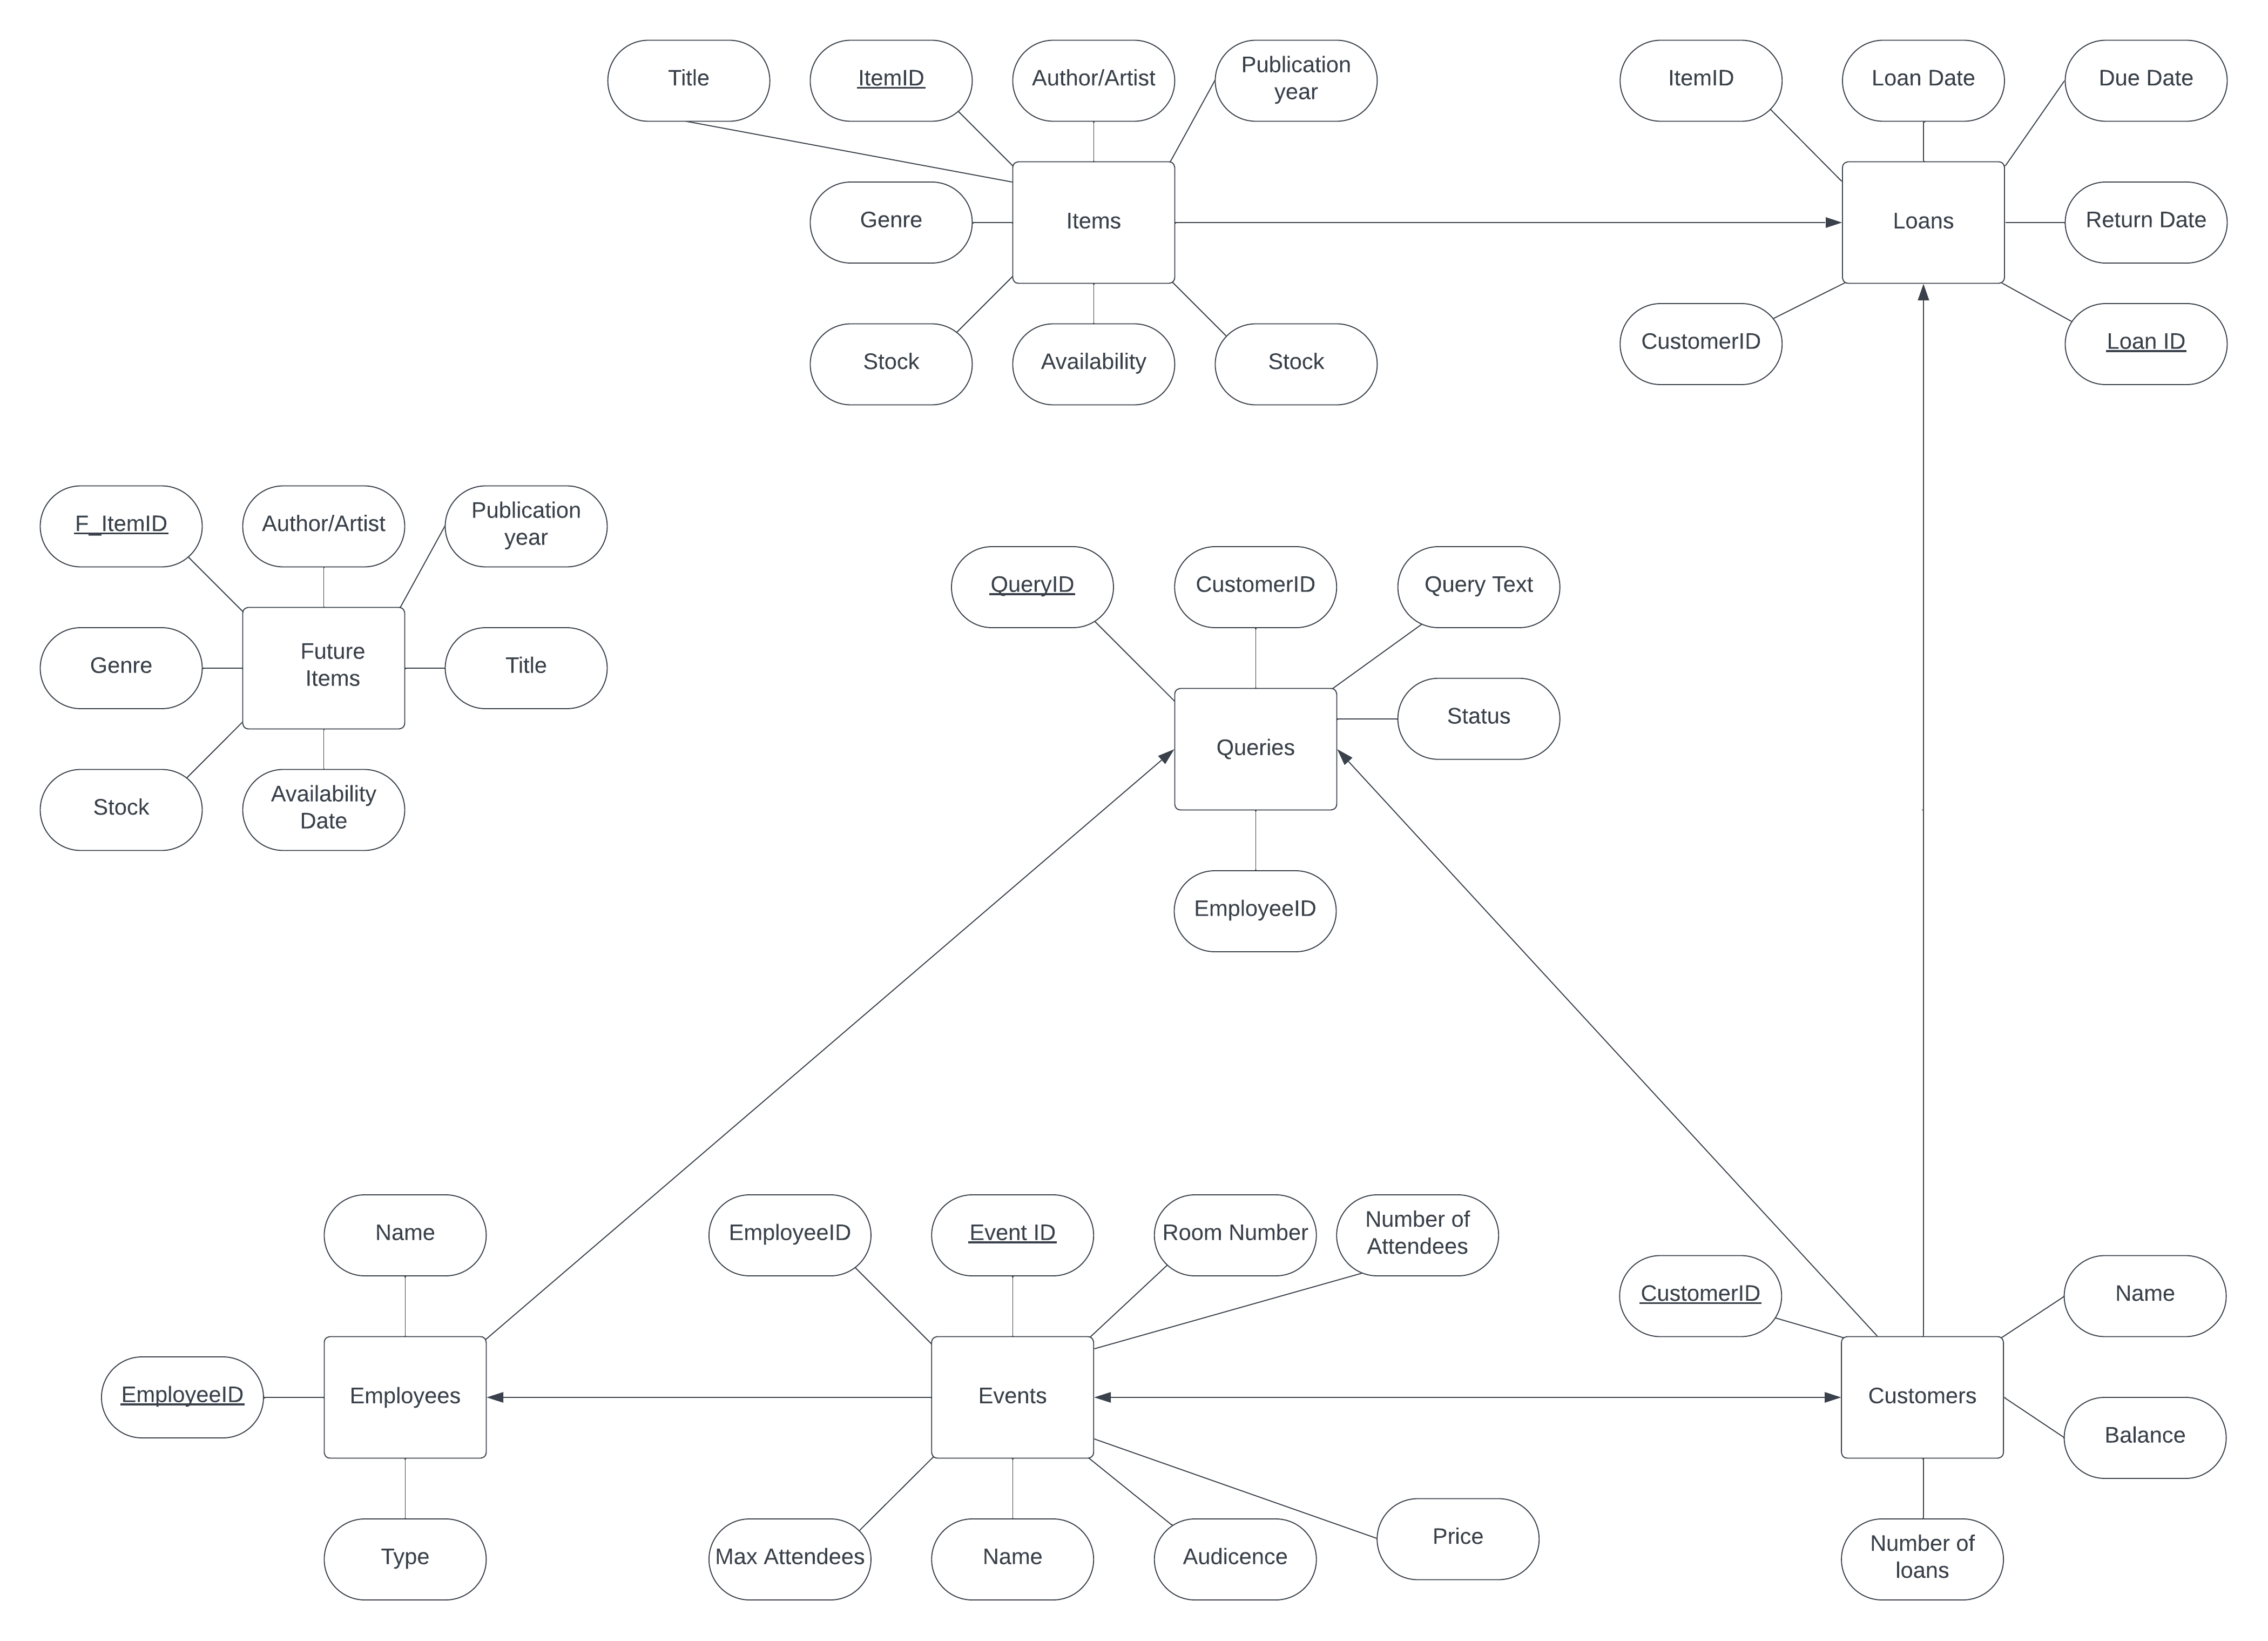 Title
ItemID
Author/Artist
Publication
year
ItemID
Loan Date
Due Date
Genre
Items
Loans
Return Date
Stock
Availability
Stock
CustomerID
Loan ID
F_ItemID
Author/Artist
Publication
year
QueryID
CustomerID
Query Text
Genre
Future
Items
Title
Status
Queries
Stock
Availability
Date
EmployeeID
Name
EmployeeID
Event ID
Room Number
Number of
Attendees
CustomerID
Name
EmployeeID
Employees
Events
Customers
Balance
Type
Max Attendees
Name
Audicence
Price
Number of
loans